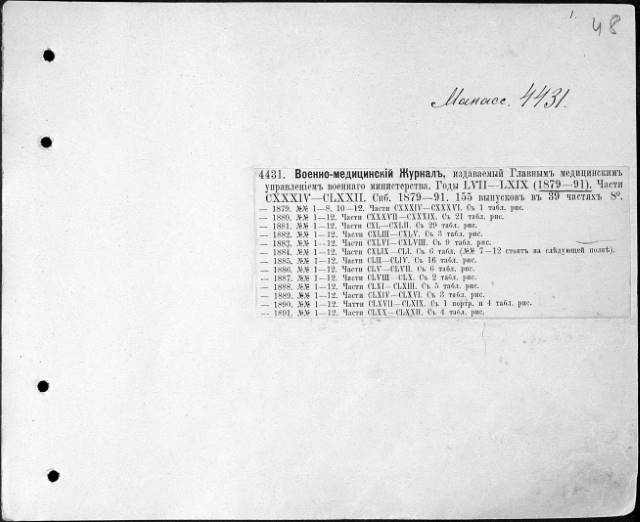 1.
48
Манасс. 4431.
4431. Военно-медицинскій Журналъ, издаваемый Главнымъ медицинскимъ
управленіемъ военнаго министерства. Годы LVII—LXIX (1879—91). Части
CXXXIV—CLXXII. Спб. 1879—91. 155 выпусковъ въ 39 частяхъ 8º.
— 1879. №№ 1—8. 10—12. Части CXXXIV—CXXXVI. Съ 1 табл. рис.
— 1880. №№ 1—12. Части CXXXVII—CXXXIX. Съ 21 табл. рис.
— 1881. №№ 1—12. Части CXL—CXLII. Съ 29 табл. рис.
— 1882. №№ 1—12. Части CXLIII—CXLV. Съ 3 табл. рис.
— 1883. №№ 1—12. Части CXLVI—CXLVIII. Съ 9 табл. рис.
— 1884. №№ 1—12. Части CXLIX—CLI. Съ 6 табл. (№№ 7—12 стоятъ на слѣдующей полкѣ).
— 1885. №№ 1—12. Части CLII—CLIV. Съ 16 табл. рис.
— 1886. №№ 1—12. Части CLV—CLVII. Съ 6 табл. рис.
— 1887. №№ 1—12. Части CLVIII—CLX. Съ 2 табл. рис.
— 1888. №№ 1—12. Части CLXI—CLXIII. Съ 5 табл. рис.
— 1889. №№ 1—12. Части CLXIV—CLXVI. Съ 3 табл. рис.
— 1890. №№ 1—12. Чатти CLXVII—CLXIX. Съ 1 портр. и 4 табл. рис.
— 1891. №№ 1—12. Части CLXX—CLXXII. Съ 4 табл. рис.